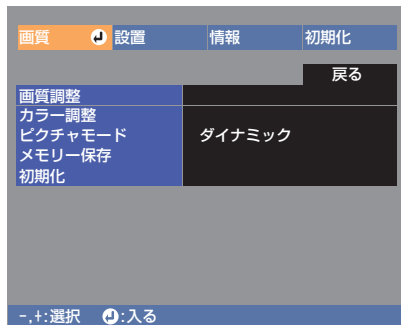 画質 設置 情報 初期化
戻る
画質調整
カラー調整
ピクチャモード ダイナミック
メモリー保存
初期化
-,+:選択 :入る